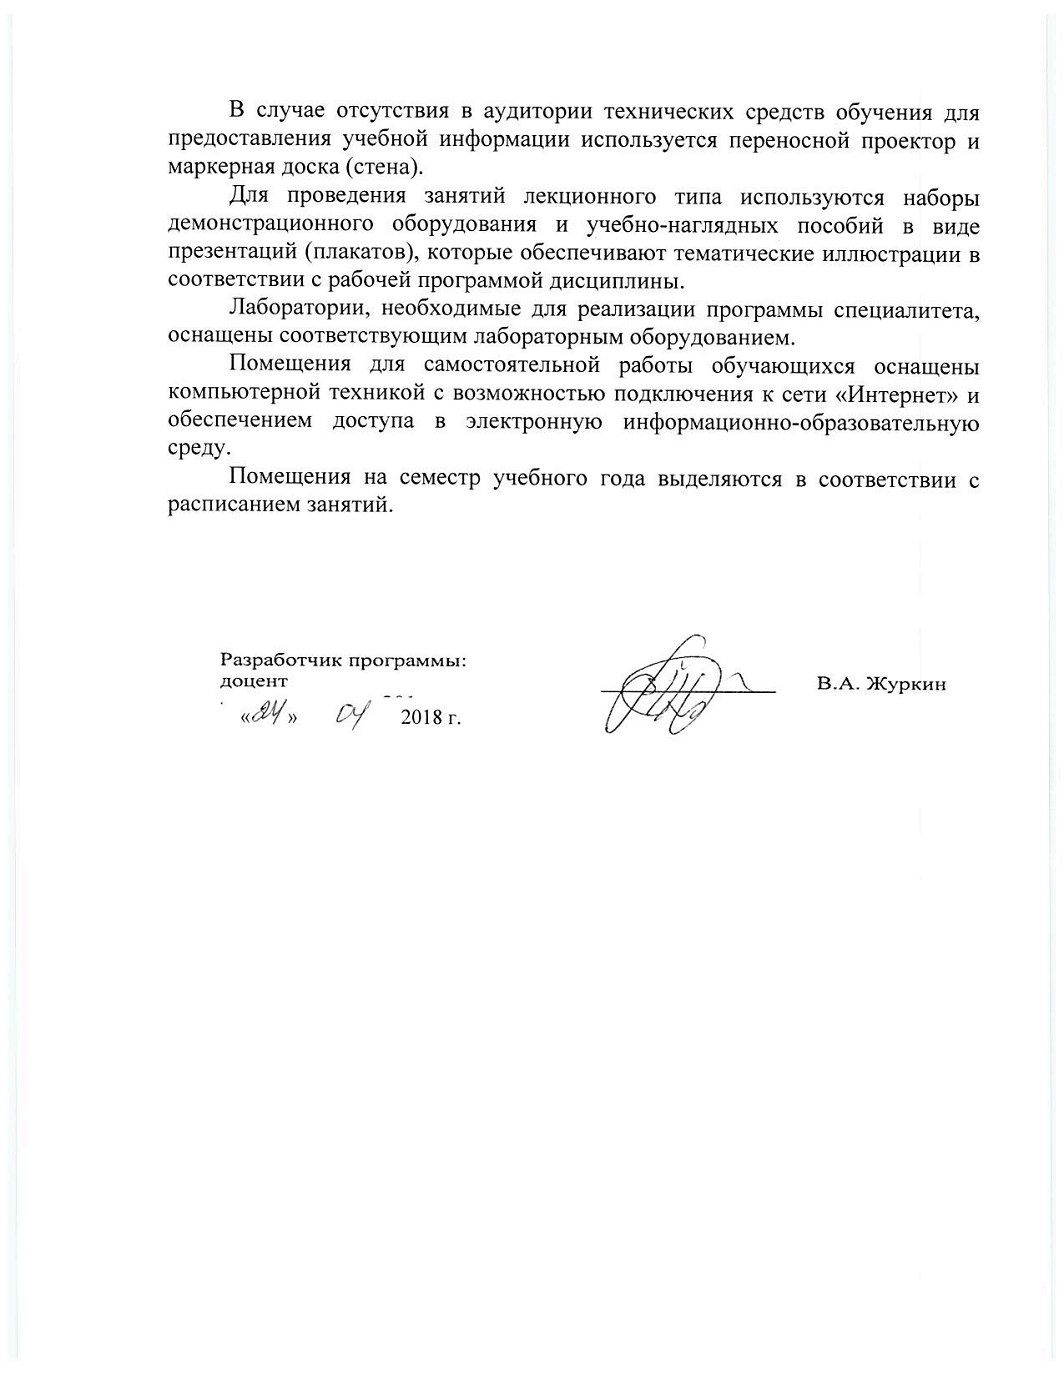 В случае отсутствия в аудитории технических средств обучения для
предоставления учебной информации используется переносной проектор и
маркерная доска (стена).
Для проведения занятий лекционного типа используются наборы
демонстрационного оборудования и учебно-наглядных пособий в виде
презентаций (плакатов), которые обеспечивают тематические иллюстрации в
соответствии с рабочей программой дисциплины.
Лаборатории, необходимые для реализации программы специалитета,
оснащены соответствующим лабораторным оборудованием.
Помещения для самостоятельной работы обучающихся оснащены
компьютерной техникой с возможностью подключения к сети «Интернет» и
обеспечением доступа в электронную информационно-образовательную
среду.
Помещения на семестр учебного года выделяются в соответствии с
расписанием занятий.
Разработчик программы:
доцент В.А. Журкин
«24» 04 2018 г.